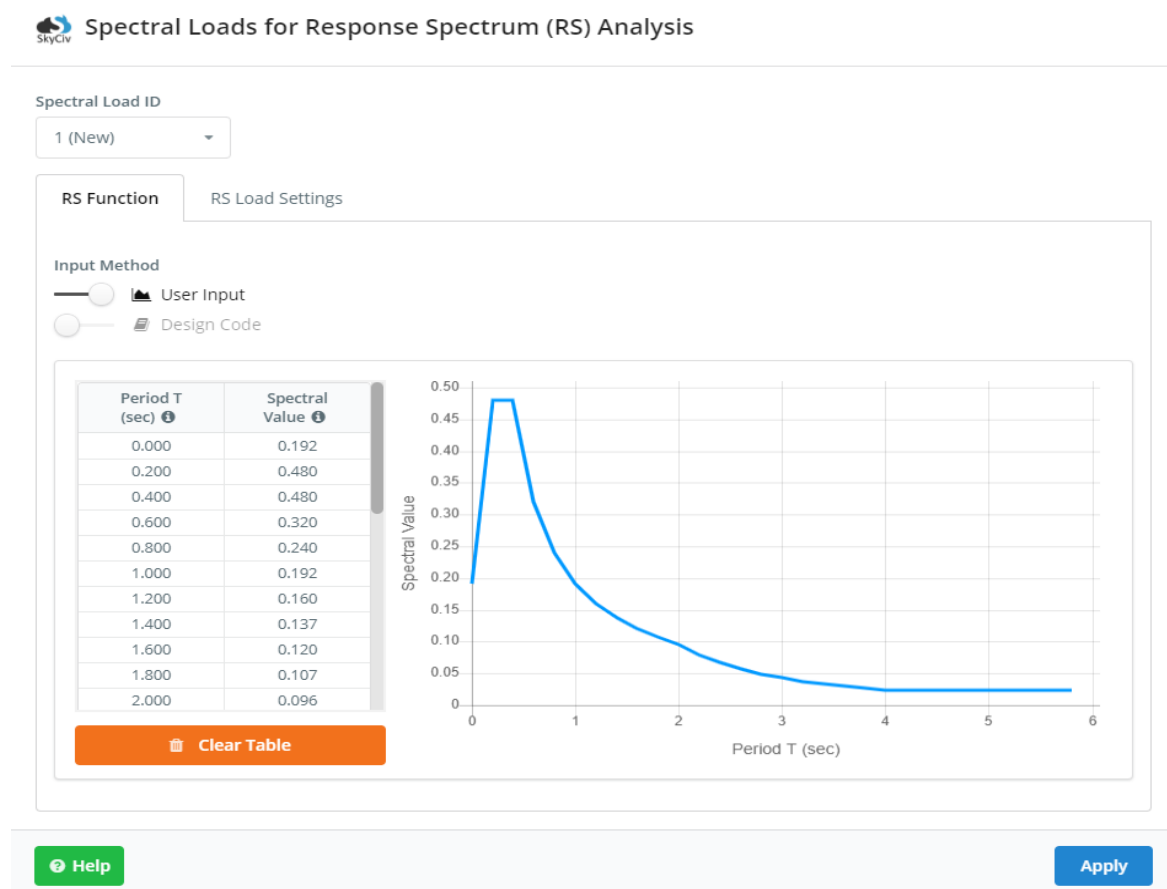 SkyCiv
Spectral Loads for Response Spectrum (RS) Analysis
Spectral Load ID
1 (New)
RS Function
RS Load Settings
Input Method
User Input
Design Code
Period T (sec) Spectral Value
0.000 0.192
0.200 0.480
0.400 0.480
0.600 0.320
0.800 0.240
1.000 0.192
1.200 0.160
1.400 0.137
1.600 0.120
1.800 0.107
2.000 0.096
Clear Table
Spectral Value
0.50
0.45
0.40
0.35
0.30
0.25
0.20
0.15
0.10
0.05
0
0 1 2 3 4 5 6
Period T (sec)
Help
Apply